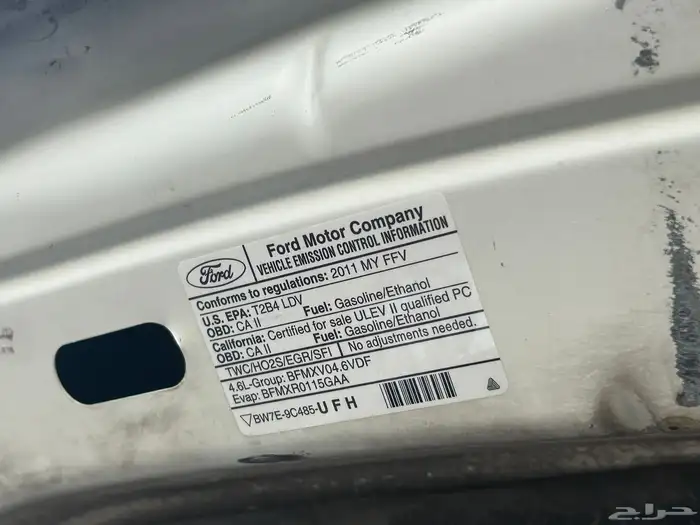 Ford
Ford Motor Company
VEHICLE EMISSION CONTROL INFORMATION
Conforms to regulations: 2011 MY FFV
U.S. EPA: T2B4 LDV Fuel: Gasoline/Ethanol
OBD: CA II
California: Certified for sale ULEV II qualified PC
OBD: CA II Fuel: Gasoline/Ethanol
TWC/HO2S/EGR/SFI No adjustments needed.
4.6L-Group: BFMXV04.6VDF
Evap: BFMXR0115GAA
BW7E-9C485-UFH
حراج